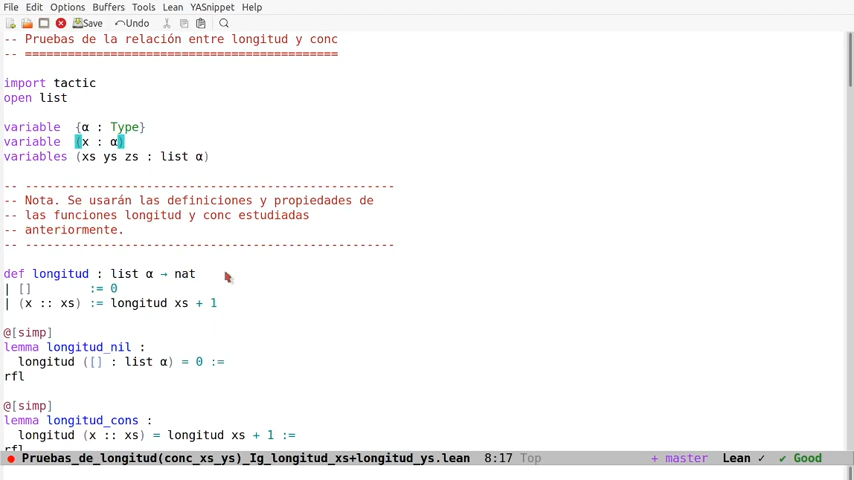 File Edit Options Buffers Tools Lean YASnippet Help
Save Undo
-- Pruebas de la relación entre longitud y conc
-- ============================================
import tactic
open list
variable  {α : Type}
variable  (x : α)
variables (xs ys zs : list α)
-- ----------------------------------------------------
-- Nota. Se usarán las definiciones y propiedades de
-- las funciones longitud y conc estudiadas
-- anteriormente.
-- ----------------------------------------------------
def longitud : list α → nat
| []        := 0
| (x :: xs) := longitud xs + 1
@[simp]
lemma longitud_nil :
  longitud ([] : list α) = 0 :=
rfl
@[simp]
lemma longitud_cons :
  longitud (x :: xs) = longitud xs + 1 :=
rfl
Pruebas_de_longitud(conc_xs_ys)_Ig_longitud_xs+longitud_ys.lean 8:17 Top + master Lean ✓ ✔ Good